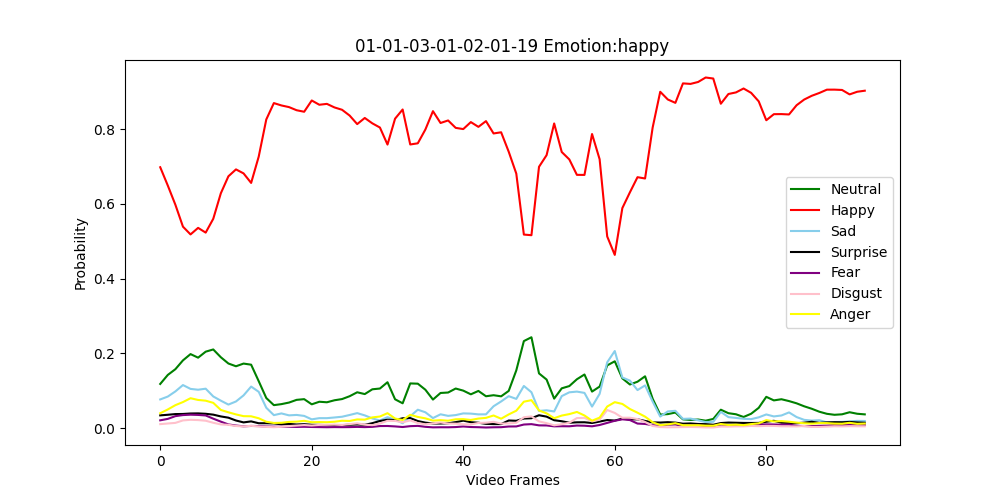 01-01-03-01-02-01-19 Emotion:happy
Probability
0.8
0.6
0.4
0.2
0.0
Neutral
Happy
Sad
Surprise
Fear
Disgust
Anger
0 20 40 60 80
Video Frames